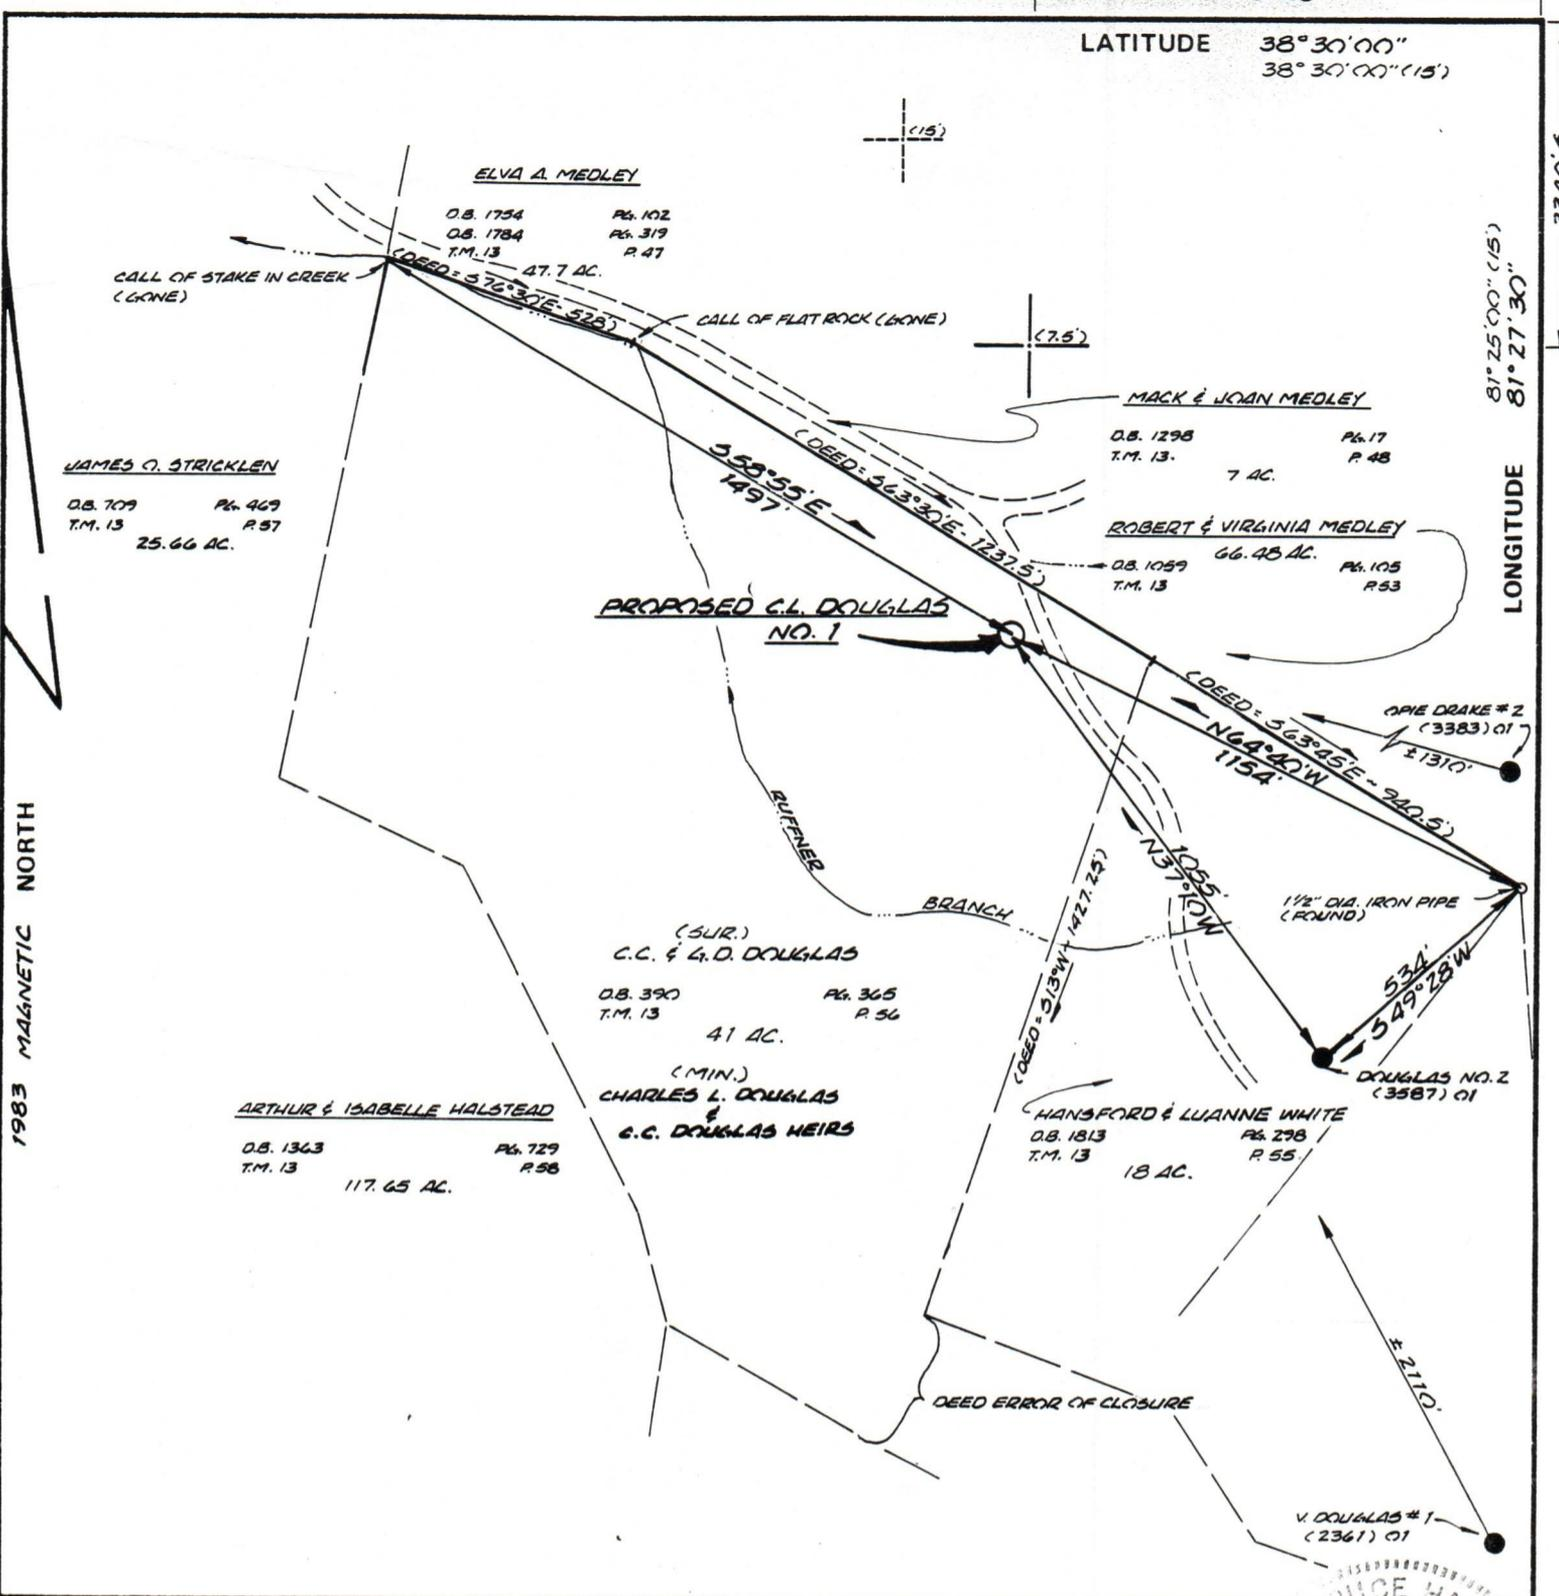 LATITUDE 38°30'00"
38°30'00" (15')
(15')
ELVA A. MEDLEY
D.B. 1754 PG. 102
D.B. 1784 PG. 319
T.M. 13 P. 47
47.7 AC.
(DEED = S76°30'E - 528')
CALL OF STAKE IN CREEK
(GONE)
CALL OF FLAT ROCK (GONE)
(7.5')
81°25'00" (15')
81°27'30"
LONGITUDE
MACK & JOAN MEDLEY
D.B. 1298 PG. 17
T.M. 13. P. 48
7 AC.
(DEED = S63°30'E - 1237.5')
S58°55'E
1497'
JAMES O. STRICKLEN
D.B. 709 PG. 469
T.M. 13 P. 57
25.66 AC.
ROBERT & VIRGINIA MEDLEY
66.48 AC.
D.B. 1059 PG. 105
T.M. 13 P. 53
PROPOSED C.L. DOUGLAS
NO. 1
(DEED = S63°45'E ~ 940.5')
N64°40'W
1154'
OPIE DRAKE #2
(3383) 01
±1310'
1983 MAGNETIC NORTH
RUFFNER
BRANCH
1055'
N37°10'W
(DEED = S13°W ~ 1427.25')
1 1/2" DIA. IRON PIPE
(FOUND)
534'
S49°28'W
DOUGLAS NO. 2
(3587) 01
(SUR.)
C.C. & G.D. DOUGLAS
D.B. 390 PG. 365
T.M. 13 P. 56
41 AC.
(MIN.)
CHARLES L. DOUGLAS
&
C.C. DOUGLAS HEIRS
ARTHUR & ISABELLE HALSTEAD
D.B. 1363 PG. 729
T.M. 13 P. 58
117.65 AC.
HANSFORD & LUANNE WHITE
D.B. 1813 PG. 298
T.M. 13 P. 55
18 AC.
DEED ERROR OF CLOSURE
±2110'
V. DOUGLAS #1
(2361) 01